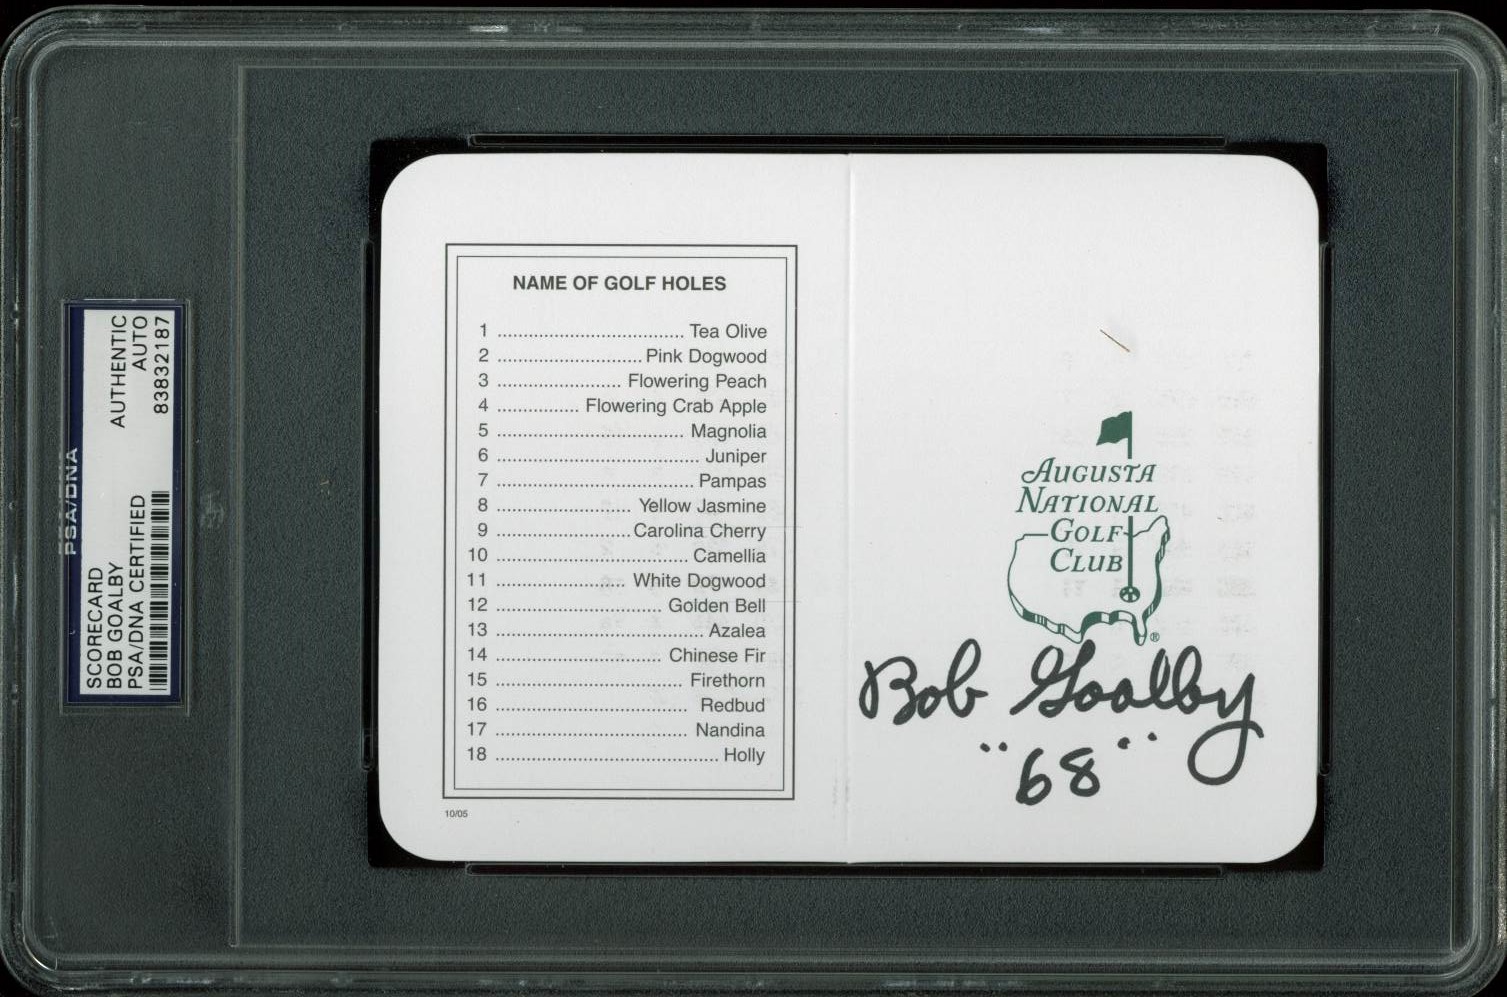 SCORECARD
BOB GOALBY
PSA/DNA CERTIFIED
AUTHENTIC
AUTO
83832187
PSA/DNA
NAME OF GOLF HOLES
1 ........................................ Tea Olive
2 ............................... Pink Dogwood
3 ........................... Flowering Peach
4 .................. Flowering Crab Apple
5 ........................................ Magnolia
6 ........................................... Juniper
7 .......................................... Pampas
8 ............................. Yellow Jasmine
9 ............................. Carolina Cherry
10 ......................................... Camellia
11 ............................ White Dogwood
12 ................................... Golden Bell
13 ............................................ Azalea
14 ................................... Chinese Fir
15 ........................................ Firethorn
16 ......................................... Redbud
17 ......................................... Nandina
18 ................................................ Holly
10/05
AUGUSTA
NATIONAL
GOLF
CLUB
®
Bob Goalby
"68"